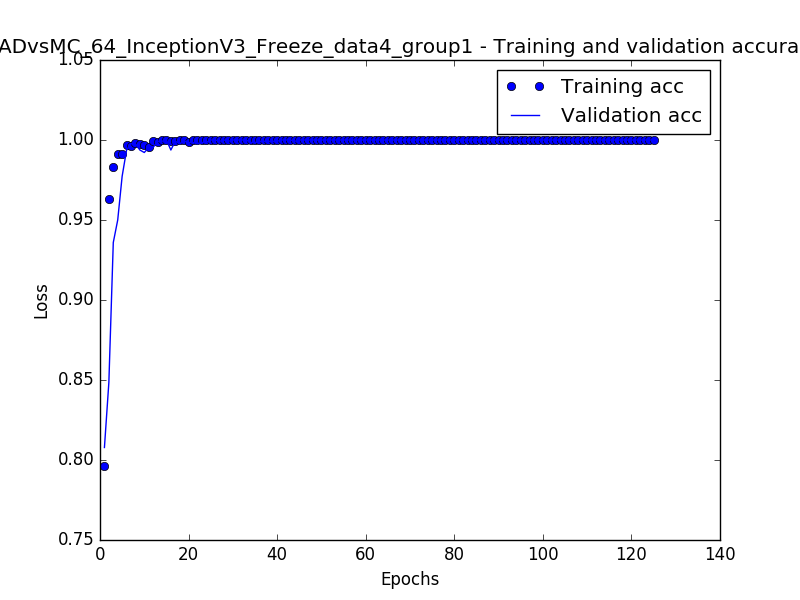 ADvsMC_64_InceptionV3_Freeze_data4_group1 - Training and validation accura
1.05
Training acc
Validation acc
1.00
0.95
0.90
Loss
0.85
0.80
0.75
0 20 40 60 80 100 120 140
Epochs